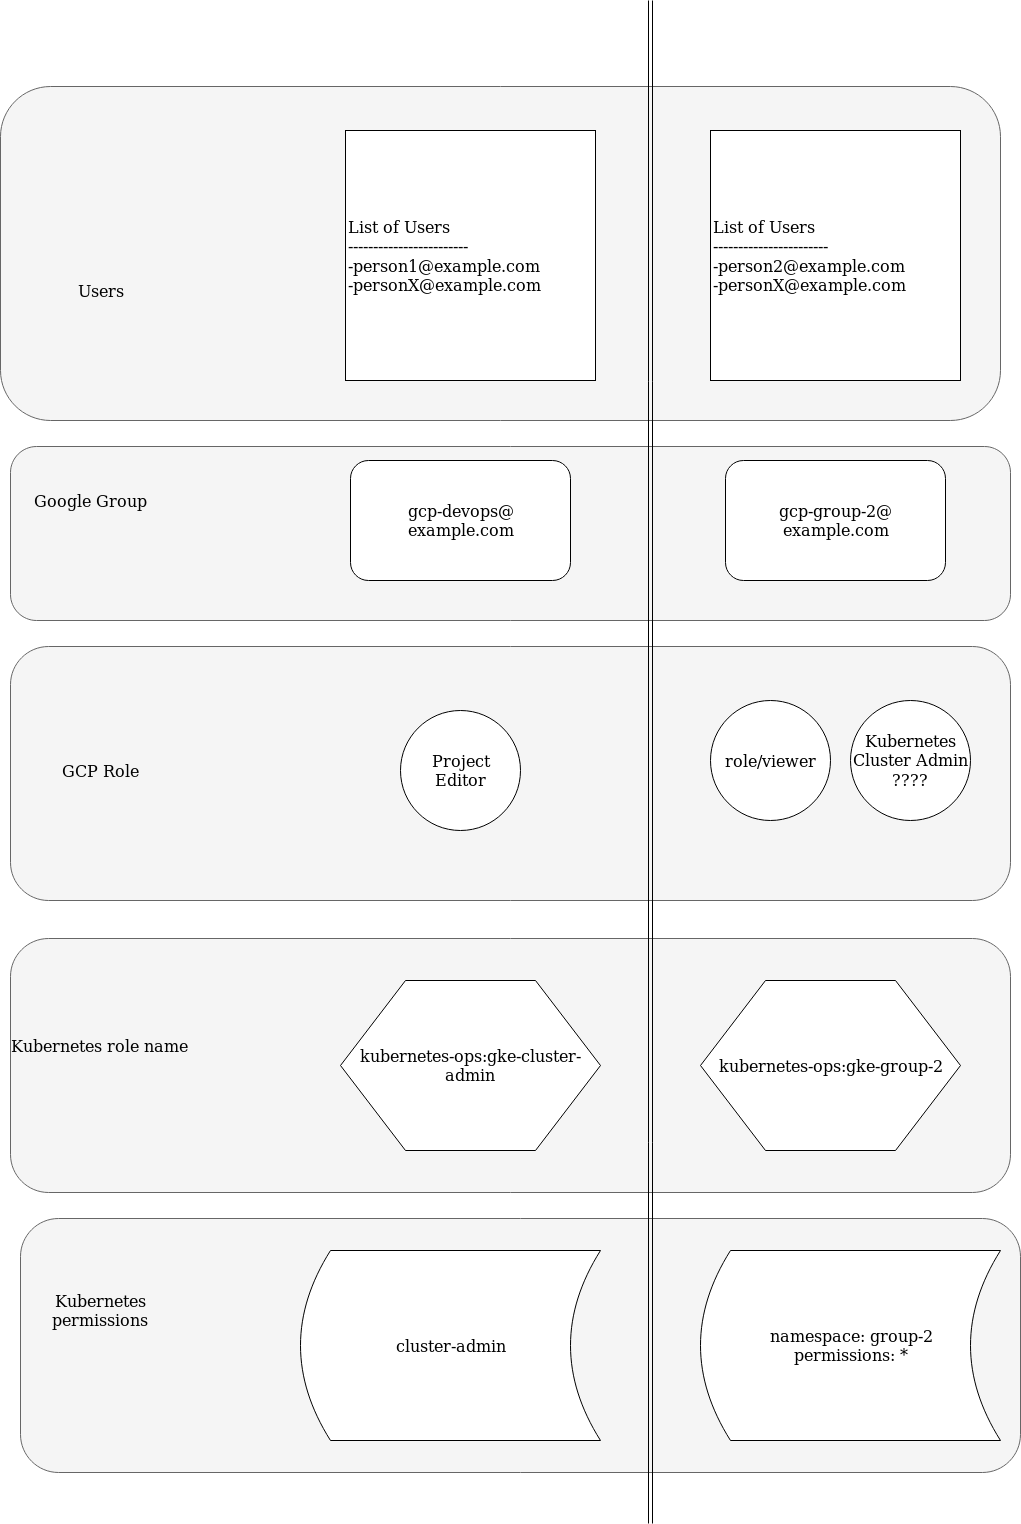 List of Users
------------------------
-person1@example.com
-personX@example.com
List of Users
-----------------------
-person2@example.com
-personX@example.com
Users
Google Group
gcp-devops@
example.com
gcp-group-2@
example.com
GCP Role
Project
Editor
role/viewer
Kubernetes
Cluster Admin
????
Kubernetes role name
kubernetes-ops:gke-cluster-
admin
kubernetes-ops:gke-group-2
Kubernetes
permissions
cluster-admin
namespace: group-2
permissions: *